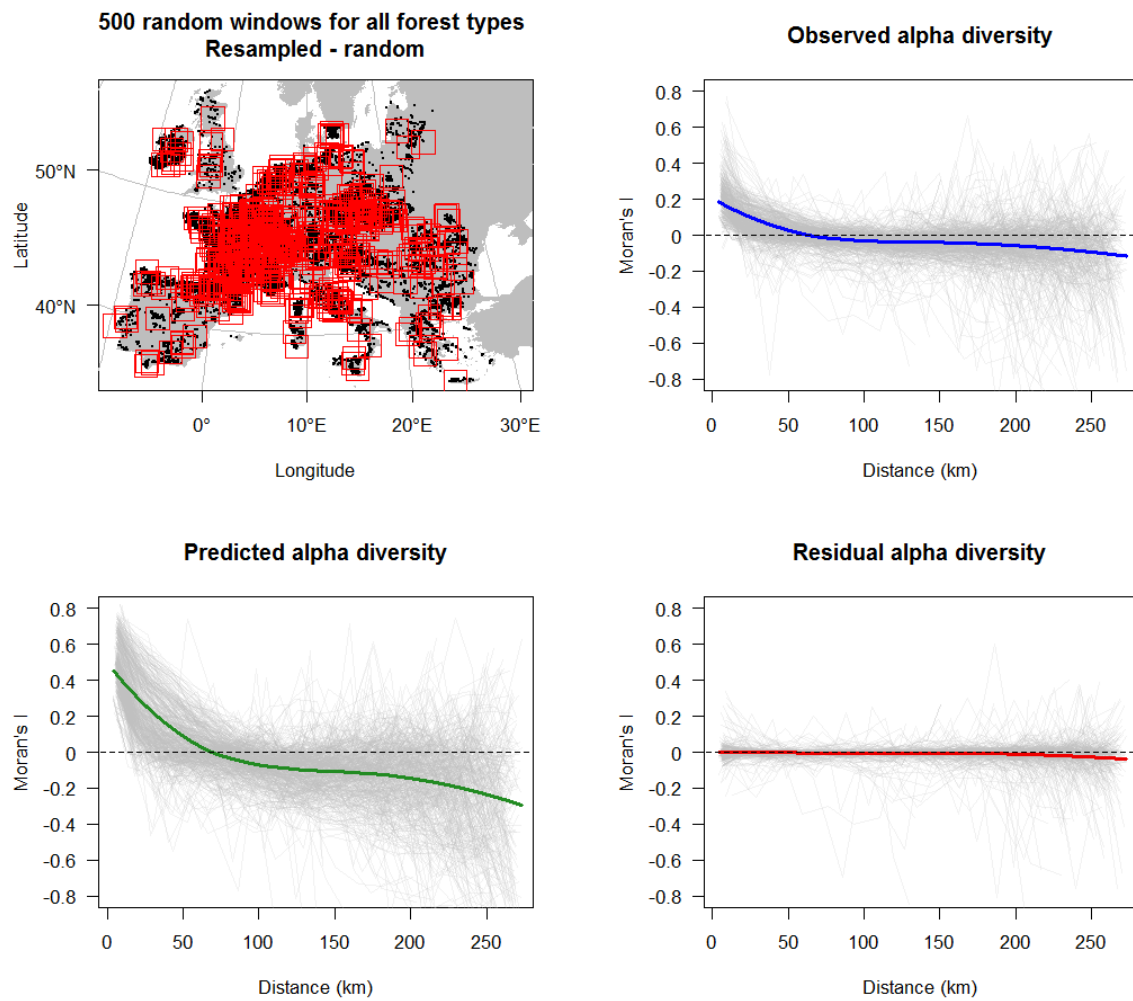 500 random windows for all forest types
Resampled - random
50°N
40°N
Latitude
0°
10°E
20°E
30°E
Longitude
Observed alpha diversity
0.8
0.6
0.4
0.2
0
-0.2
-0.4
-0.6
-0.8
Moran's I
0
50
100
150
200
250
Distance (km)
Predicted alpha diversity
0.8
0.6
0.4
0.2
0
-0.2
-0.4
-0.6
-0.8
Moran's I
0
50
100
150
200
250
Distance (km)
Residual alpha diversity
0.8
0.6
0.4
0.2
0
-0.2
-0.4
-0.6
-0.8
Moran's I
0
50
100
150
200
250
Distance (km)